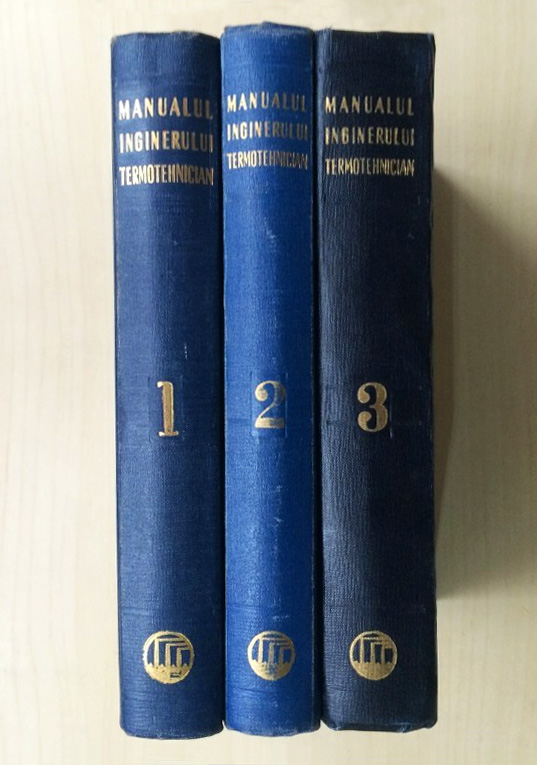 MANUALUL
INGINERULUI
TERMOTEHNICIAN
1
MANUALUL
INGINERULUI
TERMOTEHNICIAN
2
MANUALUL
INGINERULUI
TERMOTEHNICIAN
3